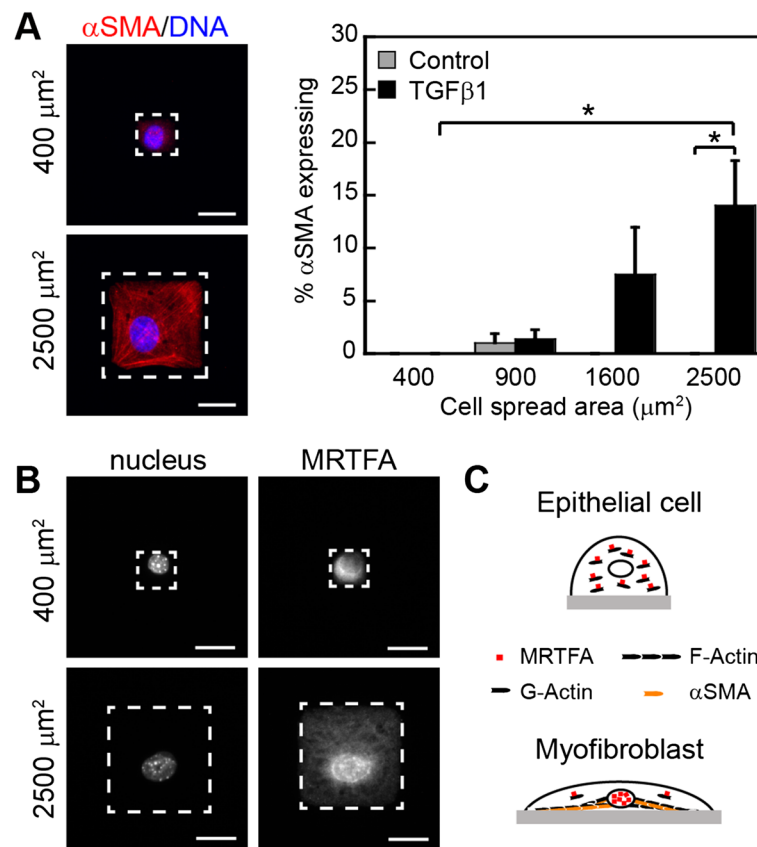 A
αSMA/DNA
400 μm²
2500 μm²
30
25
20
15
10
5
0
% αSMA expressing
Control
TGFβ1
*
*
400 900 1600 2500
Cell spread area (μm²)
B
nucleus MRTFA
400 μm²
2500 μm²
C
Epithelial cell
MRTFA F-Actin
G-Actin αSMA
Myofibroblast